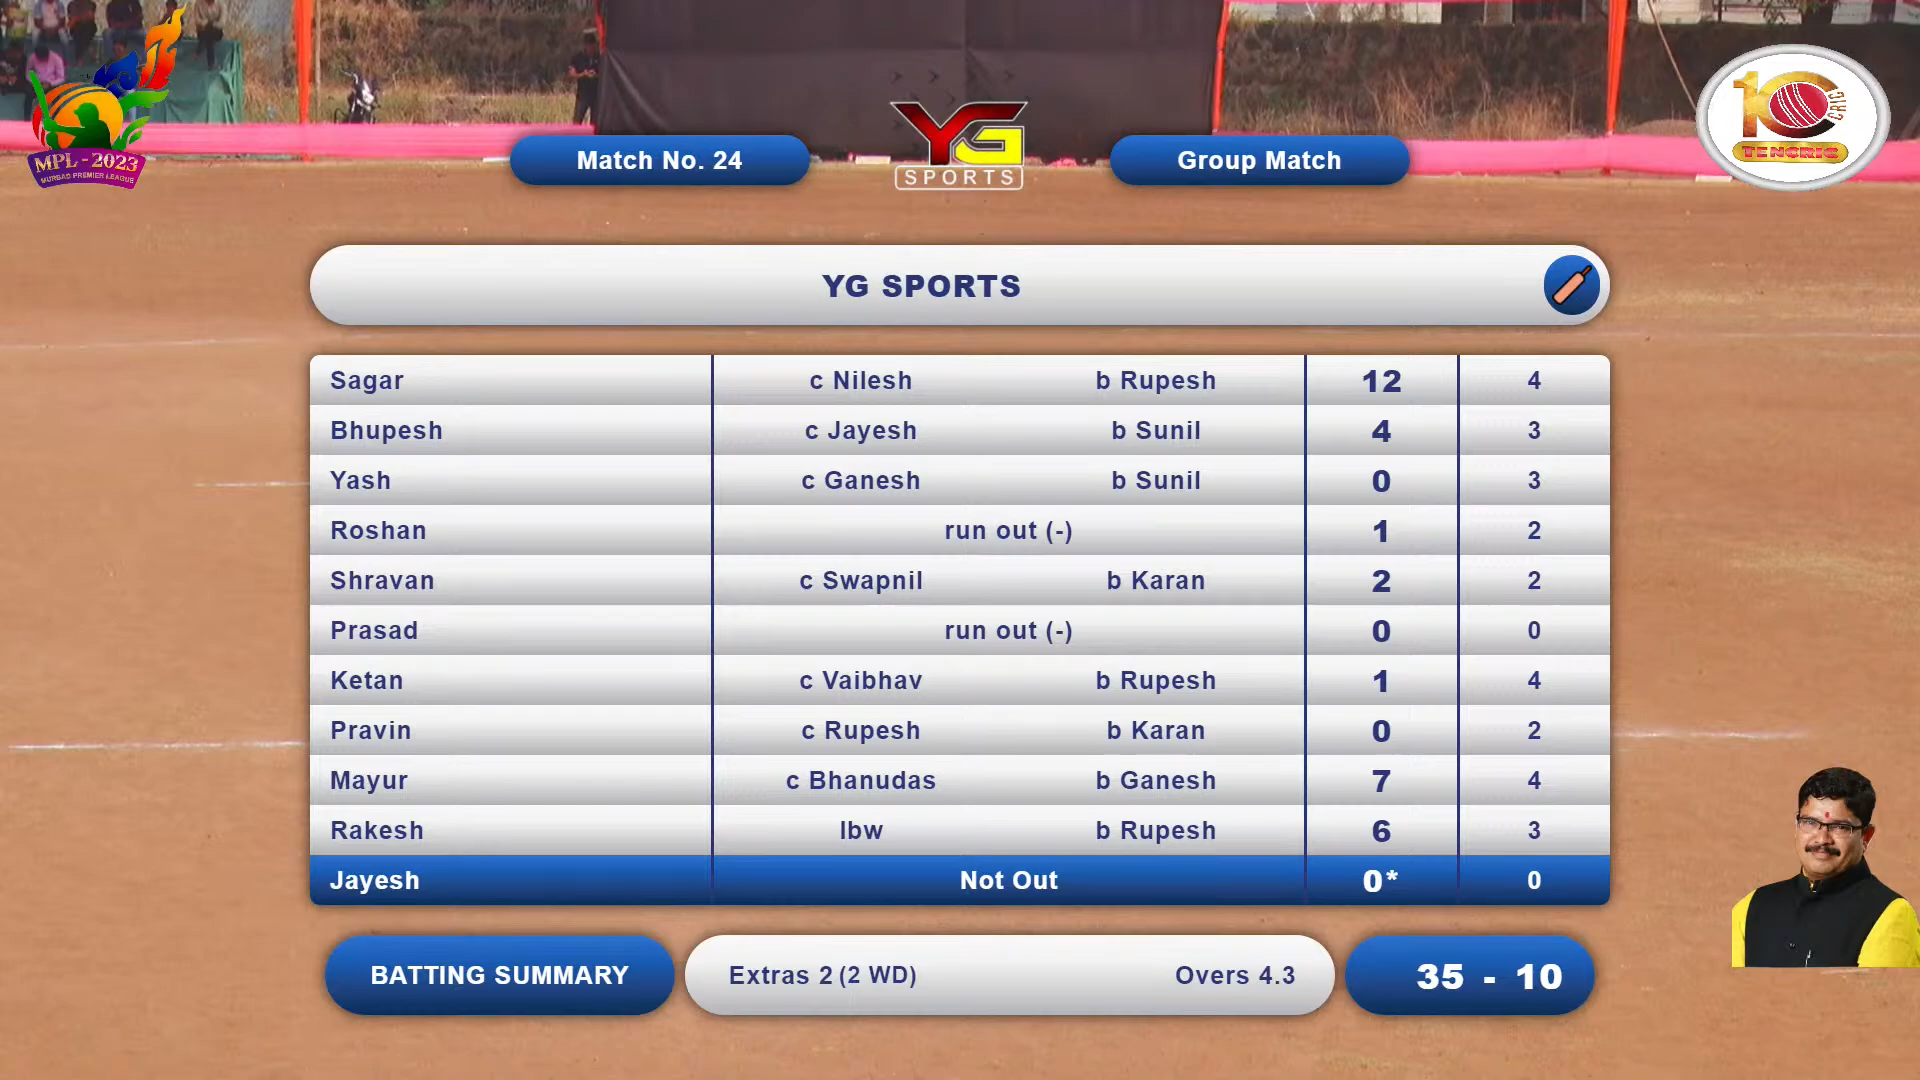 MPL - 2023
MURBAD PREMIER LEAGUE
Match No. 24
YG
SPORTS
Group Match
10
CRIC
TENCRIC
YG SPORTS
Sagar c Nilesh b Rupesh 12 4
Bhupesh c Jayesh b Sunil 4 3
Yash c Ganesh b Sunil 0 3
Roshan run out (-) 1 2
Shravan c Swapnil b Karan 2 2
Prasad run out (-) 0 0
Ketan c Vaibhav b Rupesh 1 4
Pravin c Rupesh b Karan 0 2
Mayur c Bhanudas b Ganesh 7 4
Rakesh lbw b Rupesh 6 3
Jayesh Not Out 0* 0
BATTING SUMMARY Extras 2 (2 WD) Overs 4.3 35 - 10